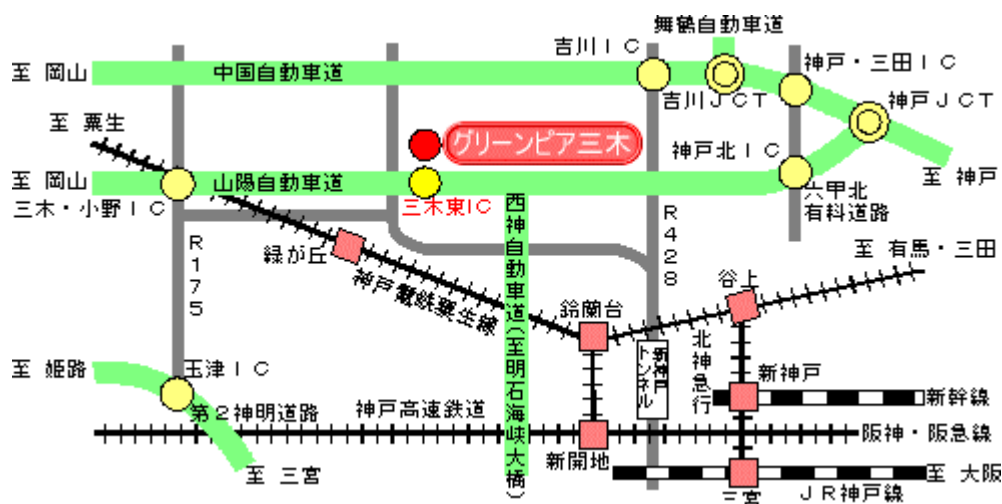 舞鶴自動車道
吉川ＩＣ
神戸・三田ＩＣ
至 岡山
中国自動車道
吉川ＪＣＴ
神戸ＪＣＴ
至 粟生
グリーンピア三木
神戸北ＩＣ
至 神戸
至 岡山
山陽自動車道
三木・小野ＩＣ
三木東IC
六甲北
有料道路
西神自動車道(至明石海峡大橋)
R175
R428
緑が丘
神戸電鉄粟生線
至 有馬・三田
谷上
鈴蘭台
北神急行
新神戸
トンネル
至 姫路
玉津ＩＣ
新神戸
新幹線
第２神明道路
神戸高速鉄道
阪神・阪急線
新開地
至 三宮
三宮
至 大阪
ＪＲ神戸線